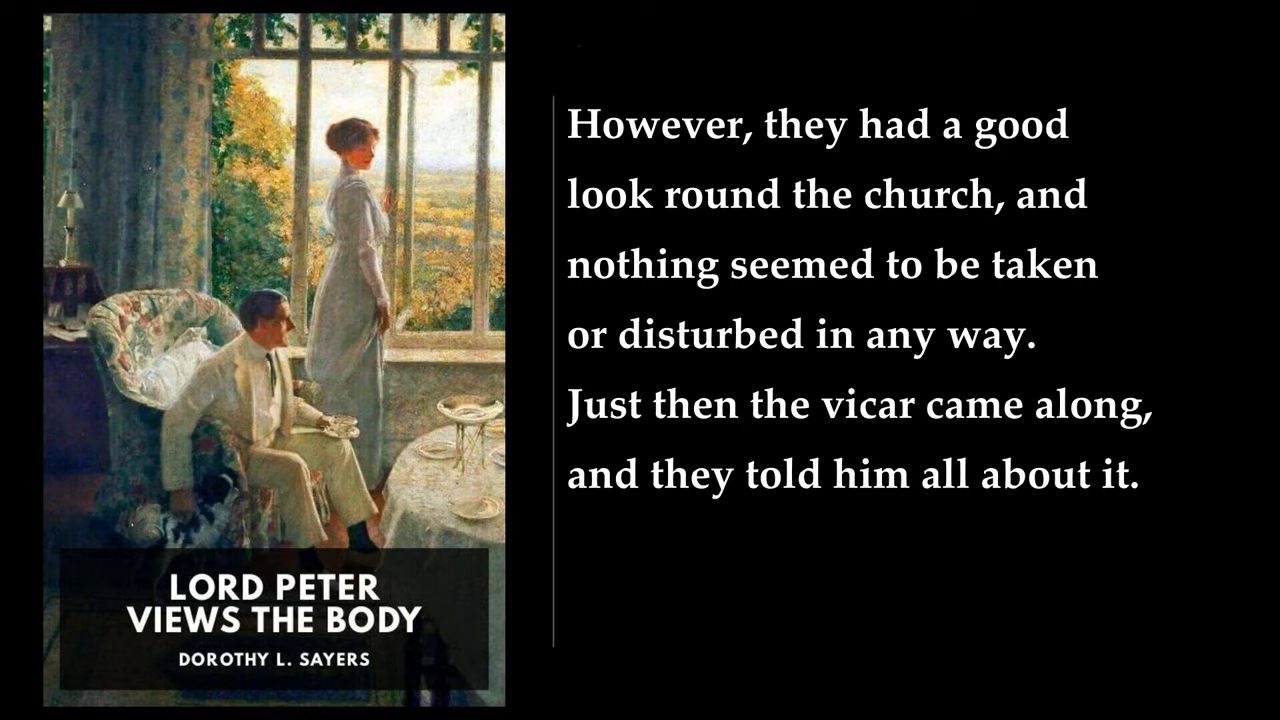 However, they had a good
look round the church, and
nothing seemed to be taken
or disturbed in any way.
Just then the vicar came along,
and they told him all about it.
LORD PETER
VIEWS THE BODY
DOROTHY L. SAYERS